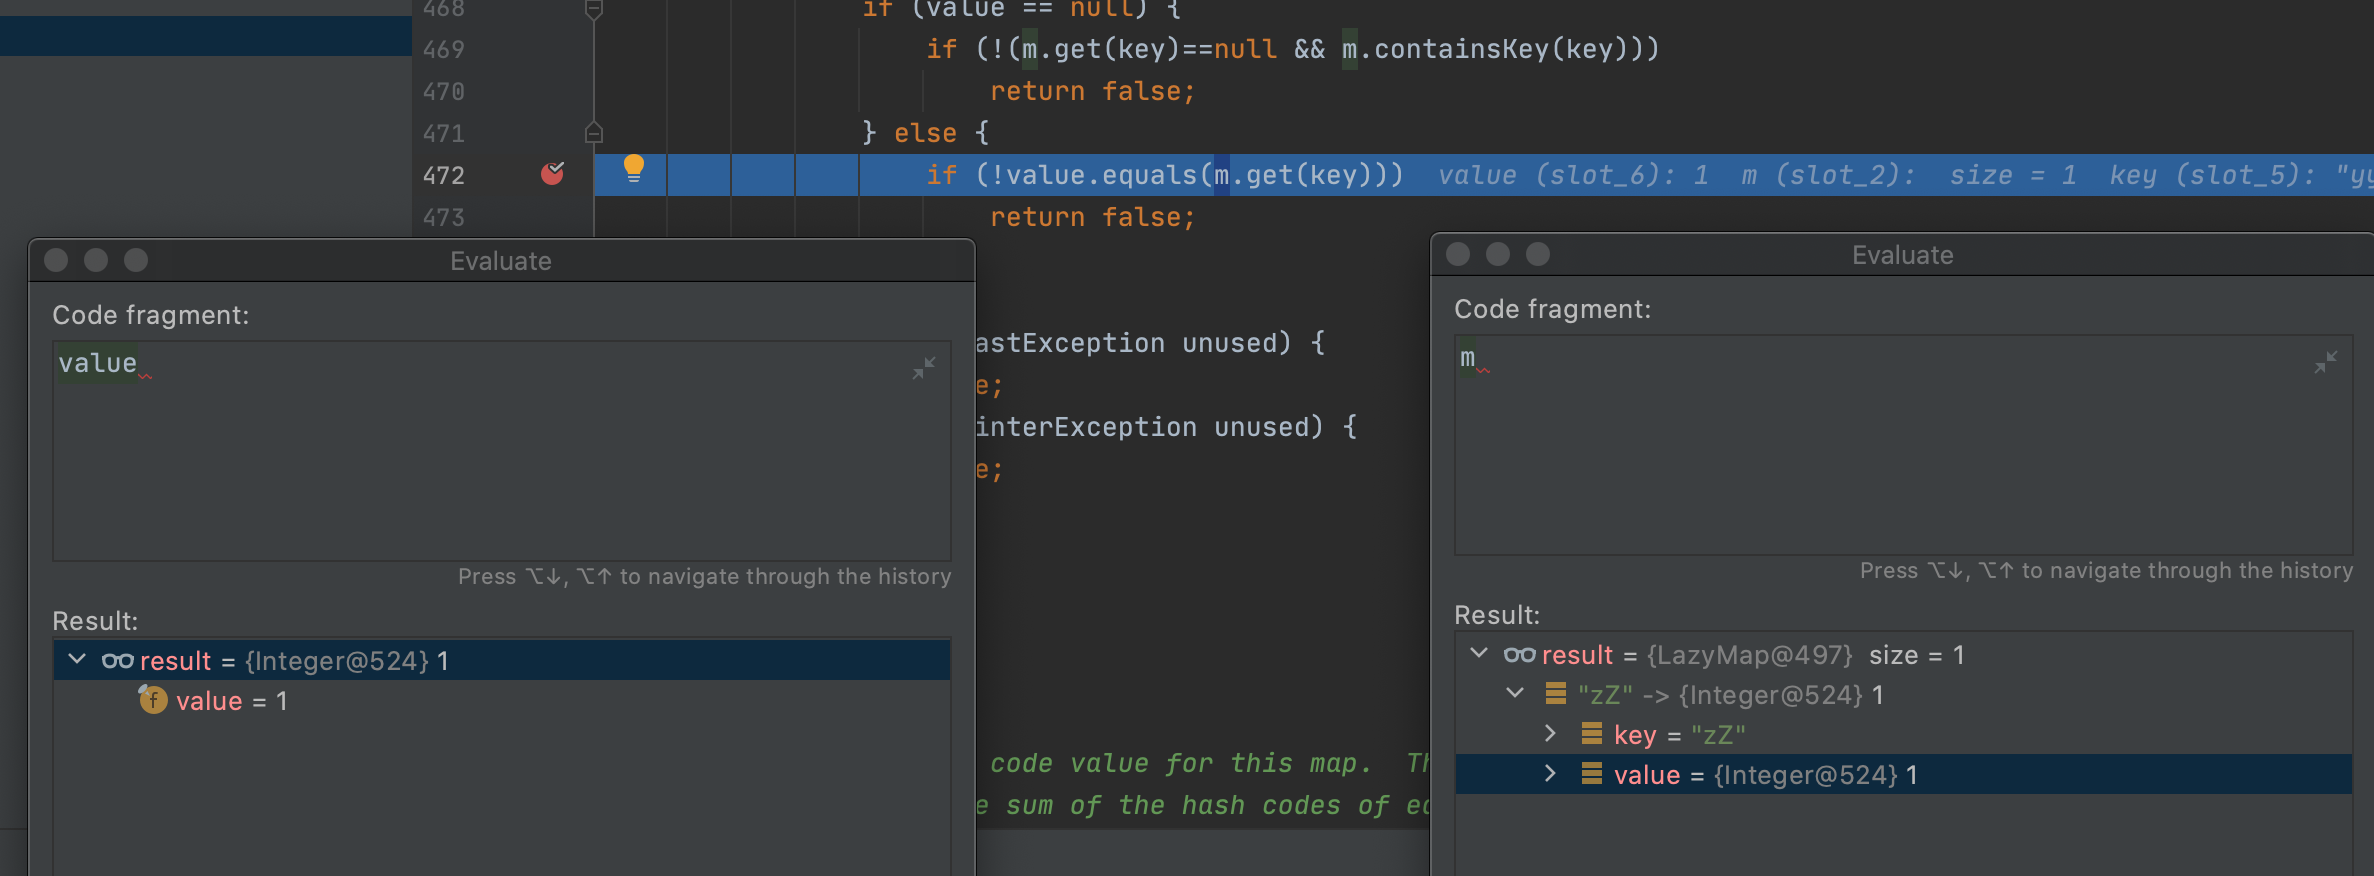 468 if (value == null) {
469 if (!(m.get(key)==null && m.containsKey(key)))
470 return false;
471 } else {
472 if (!value.equals(m.get(key))) value (slot_6): 1 m (slot_2): size = 1 key (slot_5): "yy
473 return false;
Evaluate
Code fragment:
value
Press ⌥↓, ⌥↑ to navigate through the history
Result:
result = {Integer@524} 1
value = 1
astException unused) {
e;
interException unused) {
e;
code value for this map. Th
e sum of the hash codes of
Evaluate
Code fragment:
m
Press ⌥↓, ⌥↑ to navigate through the history
Result:
result = {LazyMap@497} size = 1
"zZ" -> {Integer@524} 1
key = "zZ"
value = {Integer@524} 1